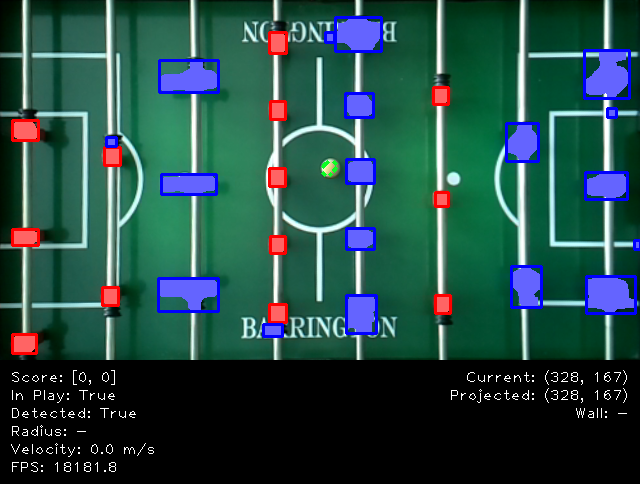 BARRINGTON
BARRINGTON
Score: [0, 0]
In Play: True
Detected: True
Radius: -
Velocity: 0.0 m/s
FPS: 18181.8
Current: (328, 167)
Projected: (328, 167)
Wall: -